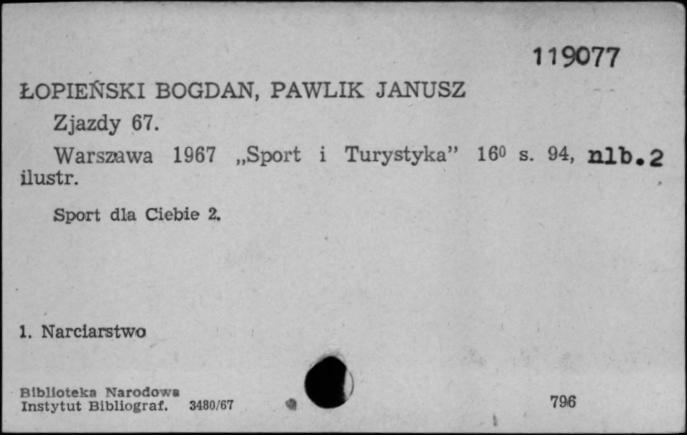 119077
ŁOPIEŃSKI BOGDAN, PAWLIK JANUSZ
Zjazdy 67.
Warszawa 1967 „Sport i Turystyka” 16⁰ s. 94, nlb.2
ilustr.
Sport dla Ciebie 2.
1. Narciarstwo
Biblioteka Narodowa
Instytut Bibliograf. 3480/67
796